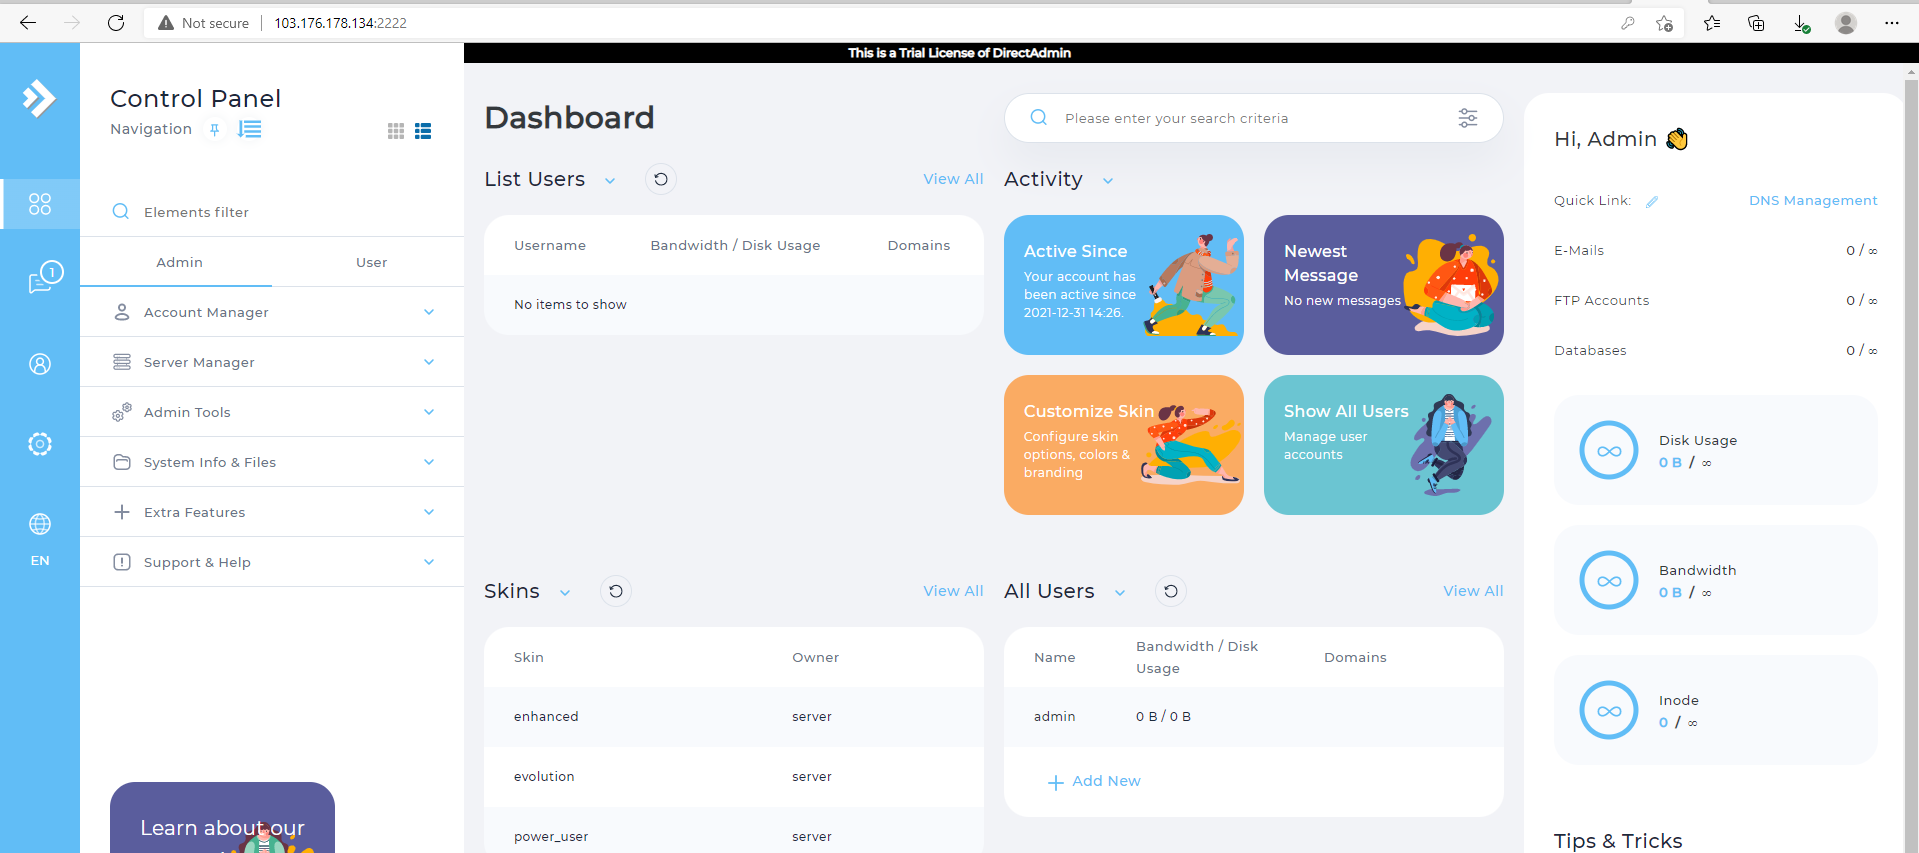 Not secure
103.176.178.134:2222
This is a Trial License of DirectAdmin
Control Panel
Navigation
Elements filter
Admin
User
Account Manager
Server Manager
Admin Tools
System Info & Files
Extra Features
Support & Help
1
EN
Learn about our
Dashboard
Please enter your search criteria
List Users
View All
Username
Bandwidth / Disk Usage
Domains
No items to show
Activity
Active Since
Your account has
been active since
2021-12-31 14:26.
Newest
Message
No new messages
Customize Skin
Configure skin
options, colors &
branding
Show All Users
Manage user
accounts
Skins
View All
Skin
Owner
enhanced
server
evolution
server
power_user
server
All Users
View All
Name
Bandwidth / Disk
Usage
Domains
admin
0 B / 0 B
Add New
Hi, Admin 👏
Quick Link:
DNS Management
E-Mails
0 / ∞
FTP Accounts
0 / ∞
Databases
0 / ∞
∞
Disk Usage
0 B / ∞
∞
Bandwidth
0 B / ∞
∞
Inode
0 / ∞
Tips & Tricks